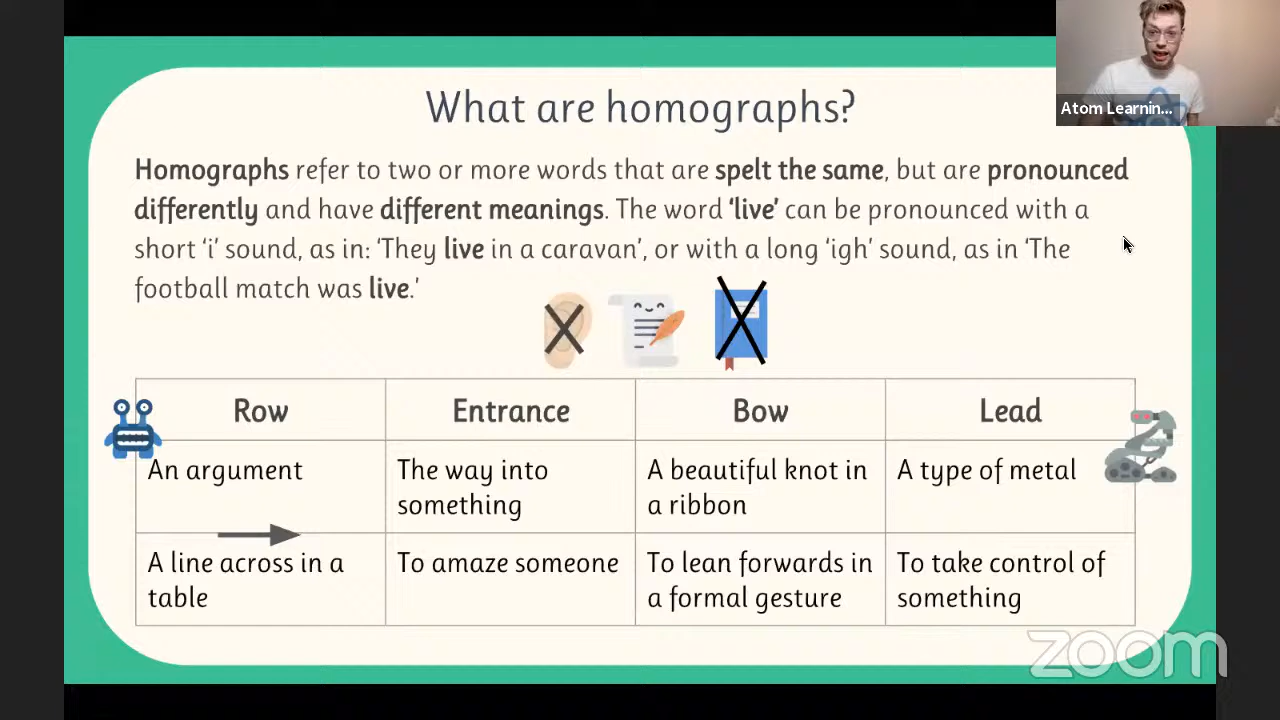 What are homographs?
Atom Learnin...
Homographs refer to two or more words that are spelt the same, but are pronounced
differently and have different meanings. The word ‘live’ can be pronounced with a
short ‘i’ sound, as in: ‘They live in a caravan’, or with a long ‘igh’ sound, as in ‘The
football match was live.’
Row Entrance Bow Lead
An argument The way into something A beautiful knot in a ribbon A type of metal
A line across in a table To amaze someone To lean forwards in a formal gesture To take control of something
zoom